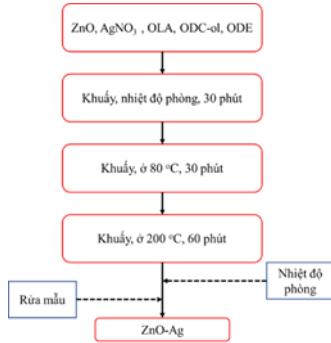 ZnO, AgNO₃ , OLA, ODC-ol, ODE
Khuấy, nhiệt độ phòng, 30 phút
Khuấy, ở 80 °C, 30 phút
Khuấy, ở 200 °C, 60 phút
Nhiệt độ
phòng
Rửa mẫu
ZnO-Ag